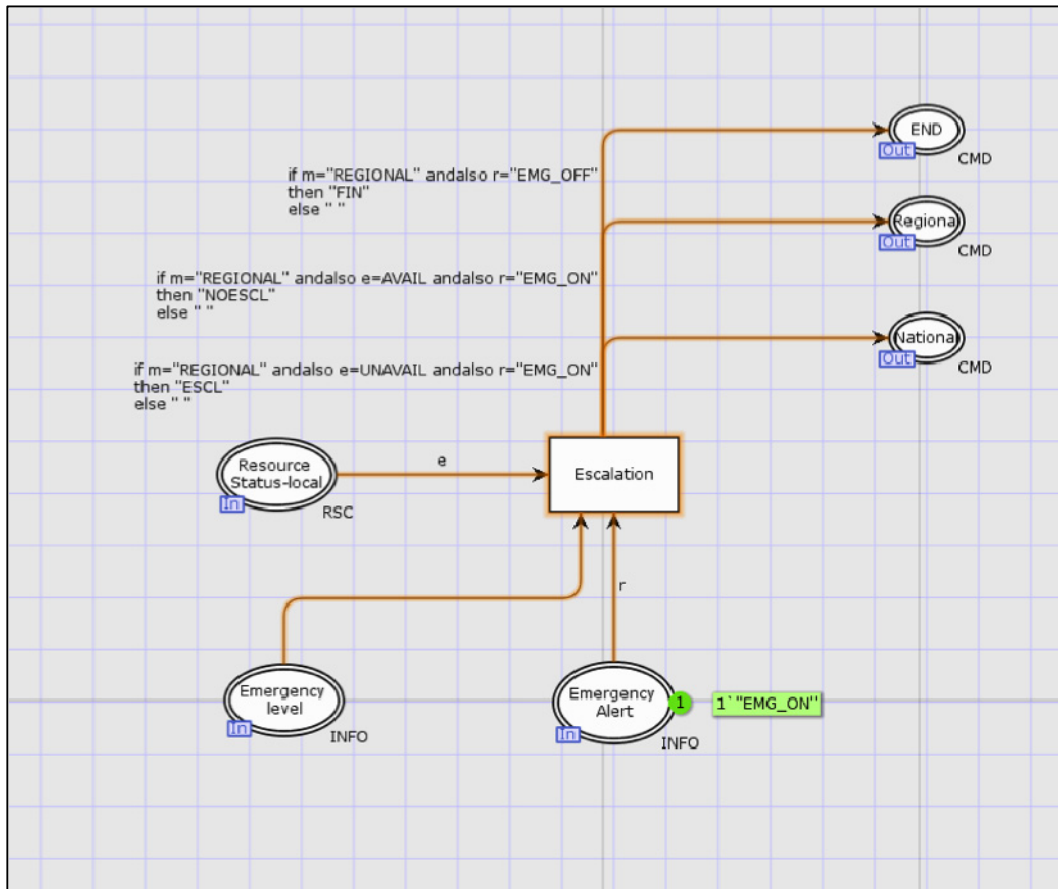 END
Out
CMD
if m="REGIONAL" andalso r="EMG_OFF"
then "FIN"
else " "
Regional
Out
CMD
if m="REGIONAL" andalso e=AVAIL andalso r="EMG_ON"
then "NOESCL"
else " "
National
Out
CMD
if m="REGIONAL" andalso e=UNAVAIL andalso r="EMG_ON"
then "ESCL"
else " "
Resource
Status-local
In
RSC
e
Escalation
r
Emergency
level
In
INFO
Emergency
Alert
In
INFO
1
1`"EMG_ON"